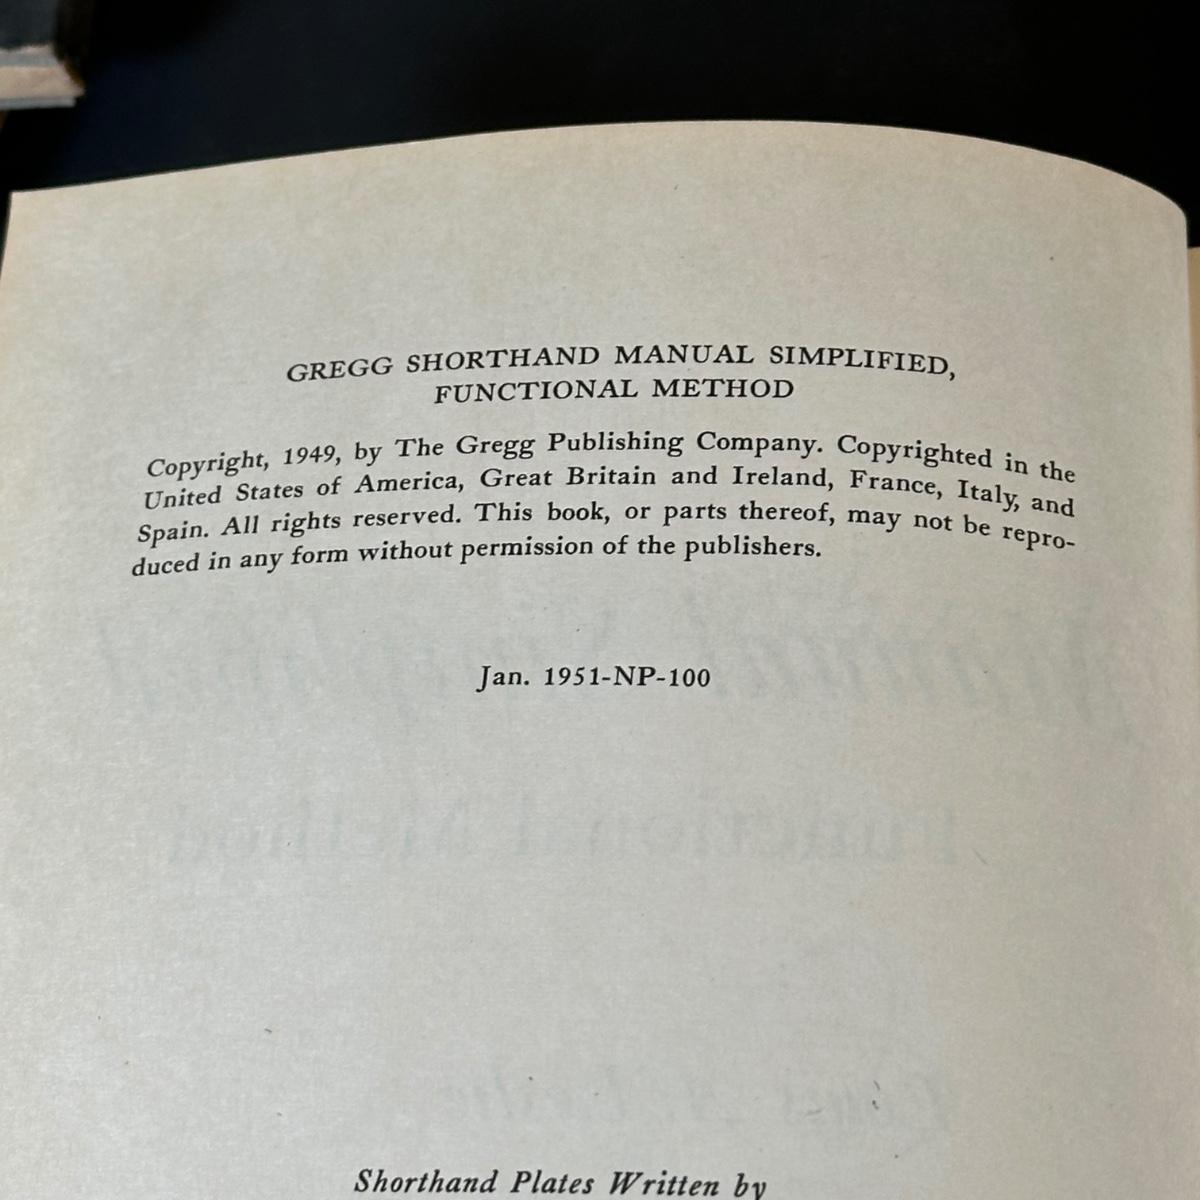 GREGG SHORTHAND MANUAL SIMPLIFIED,
FUNCTIONAL METHOD
Copyright, 1949, by The Gregg Publishing Company. Copyrighted in the
United States of America, Great Britain and Ireland, France, Italy, and
Spain. All rights reserved. This book, or parts thereof, may not be repro-
duced in any form without permission of the publishers.
Jan. 1951-NP-100
Shorthand Plates Written by